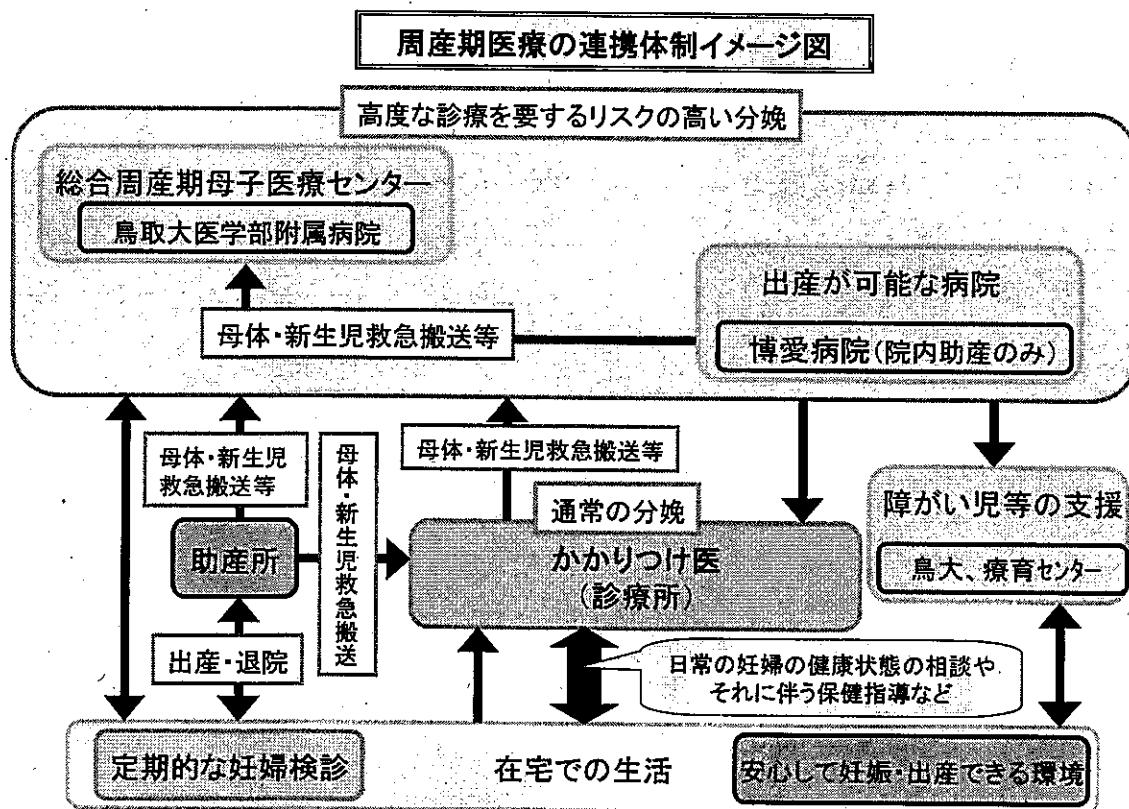 周産期医療の連携体制イメージ図
高度な診療を要するリスクの高い分娩
総合周産期母子医療センター
鳥取大医学部附属病院
出産が可能な病院
博愛病院(院内助産のみ)
母体・新生児救急搬送等
母体・新生児
救急搬送等
母体・新生児救急搬送
母体・新生児救急搬送等
通常の分娩
かかりつけ医
(診療所)
助産所
障がい児等の支援
鳥大、療育センター
出産・退院
日常の妊婦の健康状態の相談や
それに伴う保健指導など
定期的な妊婦検診
在宅での生活
安心して妊娠・出産できる環境